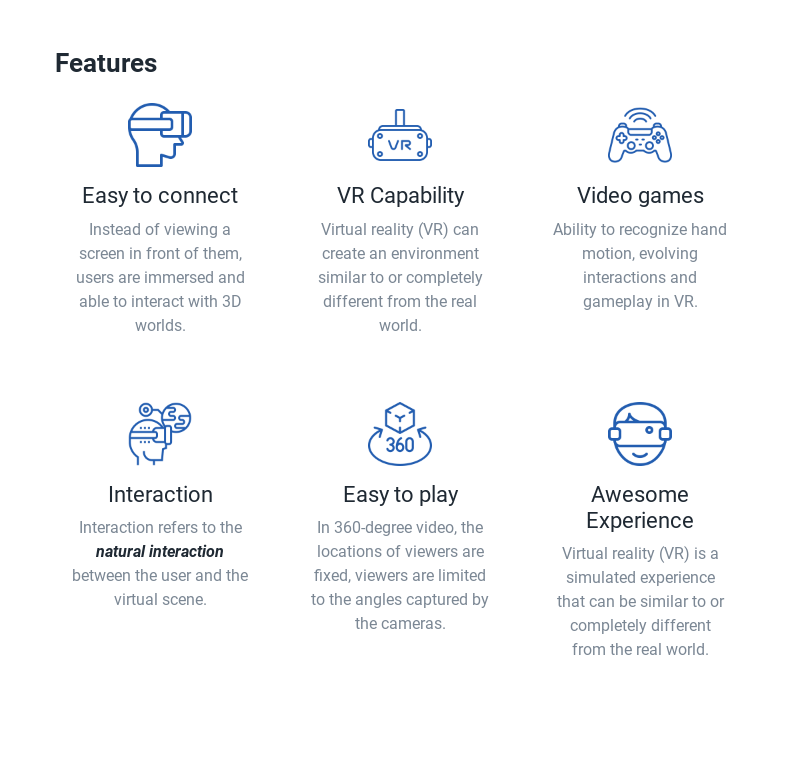 Features
VR
Easy to connect
Instead of viewing a
screen in front of them,
users are immersed and
able to interact with 3D
worlds.
VR Capability
Virtual reality (VR) can
create an environment
similar to or completely
different from the real
world.
Video games
Ability to recognize hand
motion, evolving
interactions and
gameplay in VR.
360
Interaction
Interaction refers to the
natural interaction
between the user and the
virtual scene.
Easy to play
In 360-degree video, the
locations of viewers are
fixed, viewers are limited
to the angles captured by
the cameras.
Awesome
Experience
Virtual reality (VR) is a
simulated experience
that can be similar to or
completely different
from the real world.